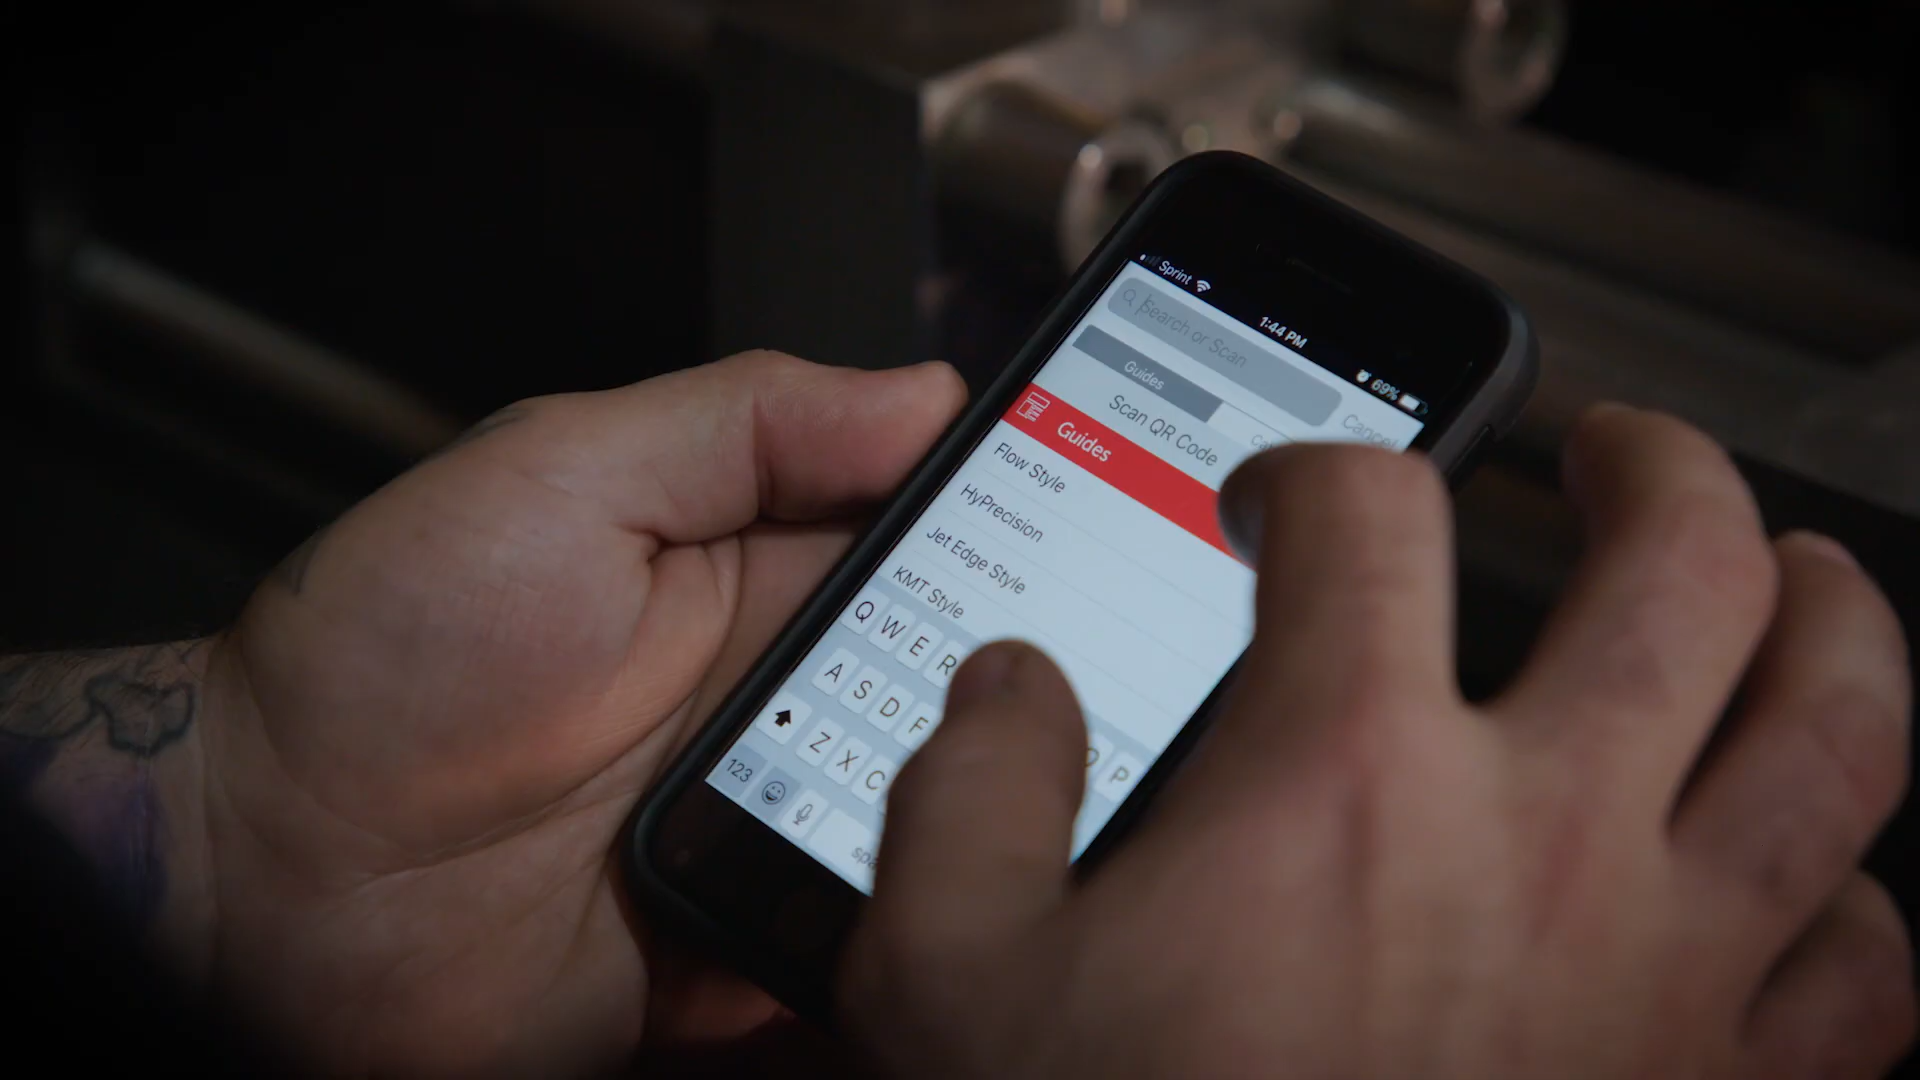 Sprint
1:44 PM
69%
Search or Scan
Cancel
Guides
Scan QR Code
Guides
Flow Style
HyPrecision
Jet Edge Style
KMT Style
Q W E R P
A S D F
Z X C
123